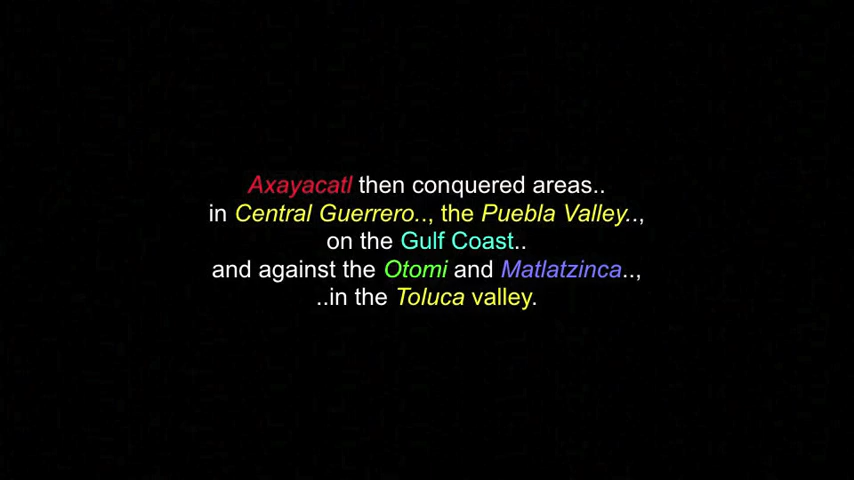 Axayacatl then conquered areas..
in Central Guerrero.., the Puebla Valley..,
on the Gulf Coast..
and against the Otomi and Matlatzinca..,
..in the Toluca valley.